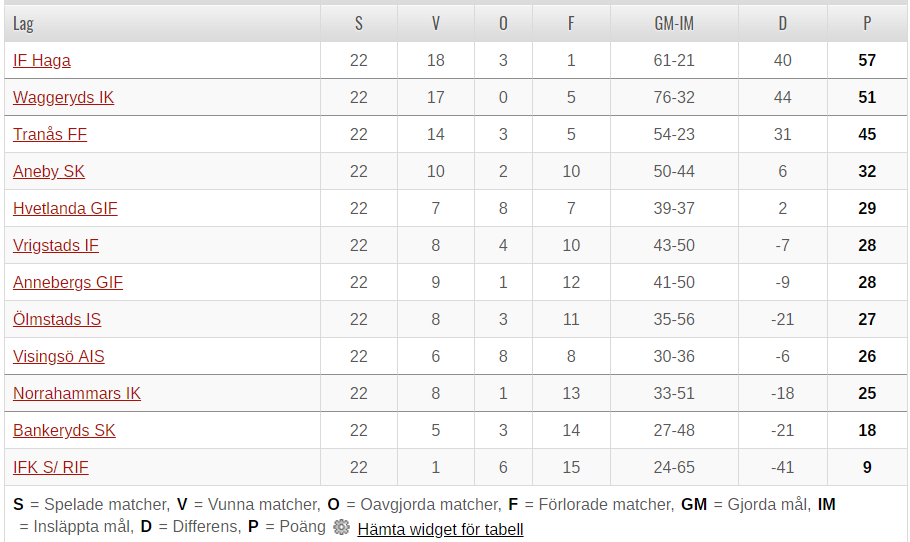 Lag S V O F GM-IM D P
IF Haga 22 18 3 1 61-21 40 57
Waggeryds IK 22 17 0 5 76-32 44 51
Tranås FF 22 14 3 5 54-23 31 45
Aneby SK 22 10 2 10 50-44 6 32
Hvetlanda GIF 22 7 8 7 39-37 2 29
Vrigstads IF 22 8 4 10 43-50 -7 28
Annebergs GIF 22 9 1 12 41-50 -9 28
Ölmstads IS 22 8 3 11 35-56 -21 27
Visingsö AIS 22 6 8 8 30-36 -6 26
Norrahammars IK 22 8 1 13 33-51 -18 25
Bankeryds SK 22 5 3 14 27-48 -21 18
IFK S/ RIF 22 1 6 15 24-65 -41 9
S = Spelade matcher, V = Vunna matcher, O = Oavgjorda matcher, F = Förlorade matcher, GM = Gjorda mål, IM
= Insläppta mål, D = Differens, P = Poäng Hämta widget för tabell